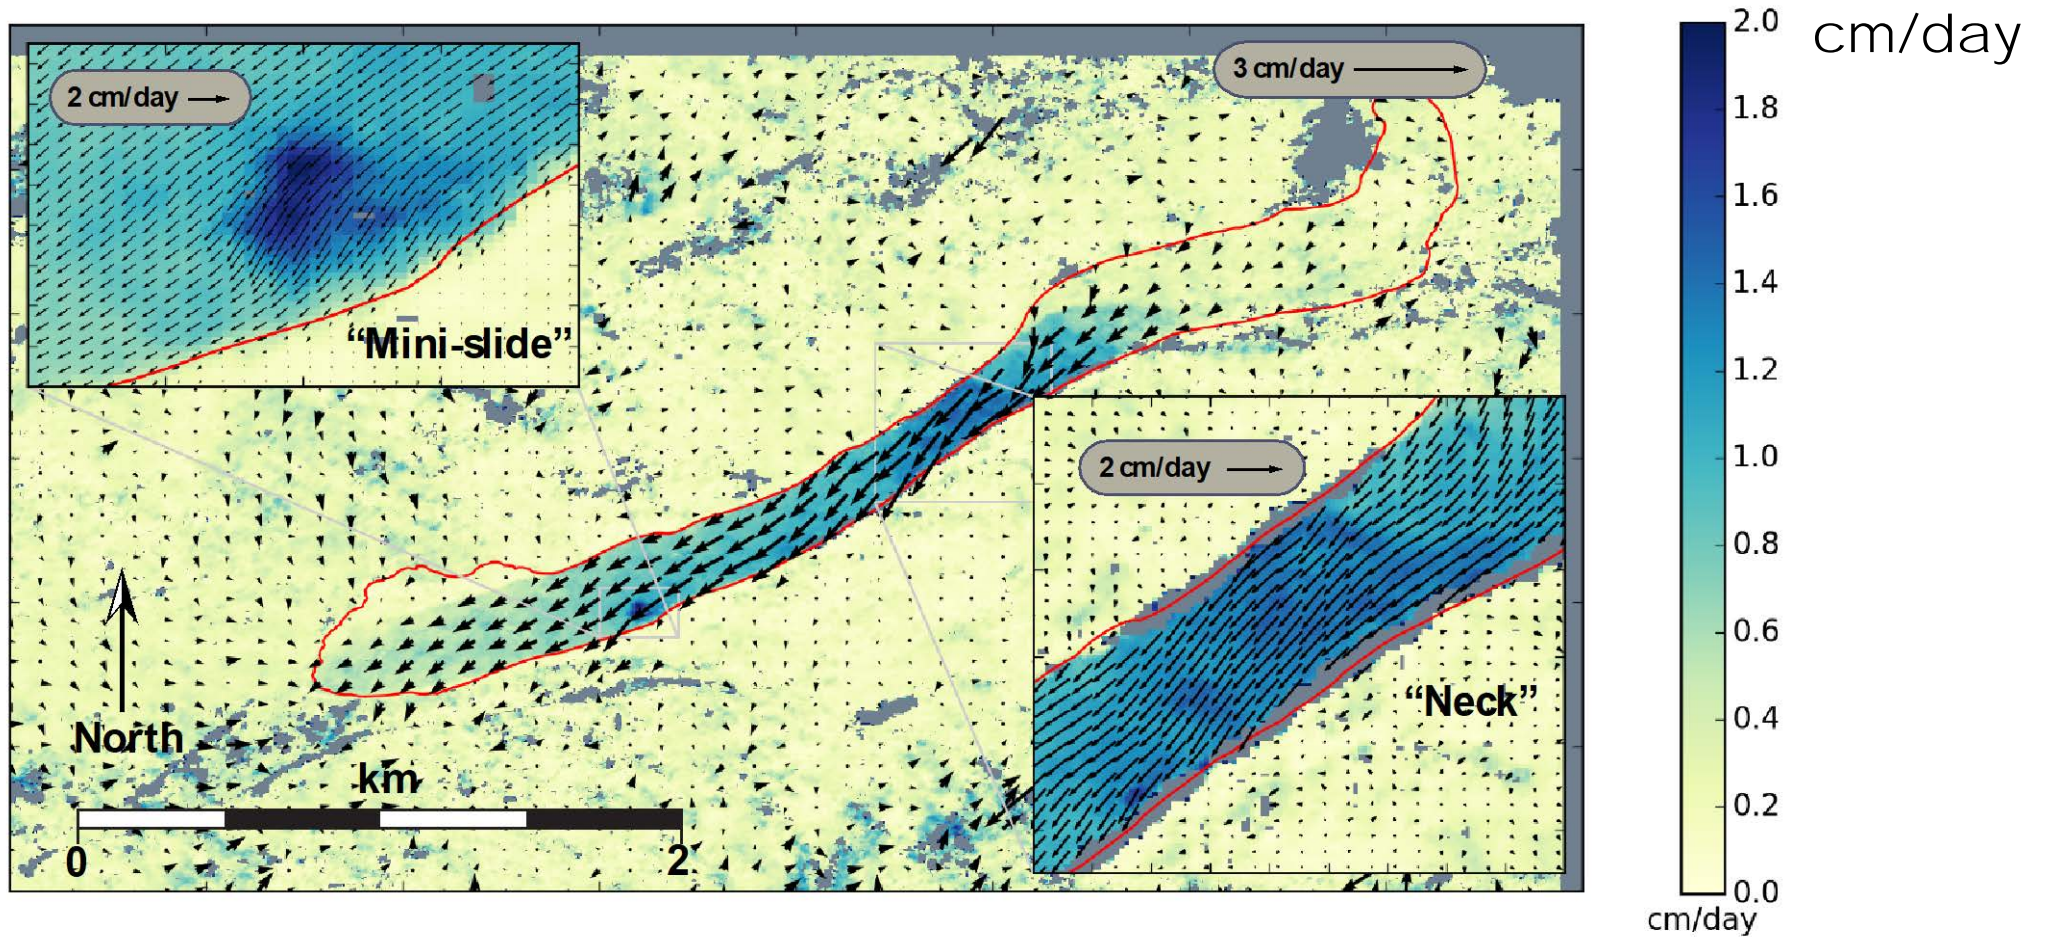 2 cm/day
3 cm/day
“Mini-slide”
2 cm/day
“Neck”
North
km
0
2
2.0
1.8
1.6
1.4
1.2
1.0
0.8
0.6
0.4
0.2
0.0
cm/day
cm/day